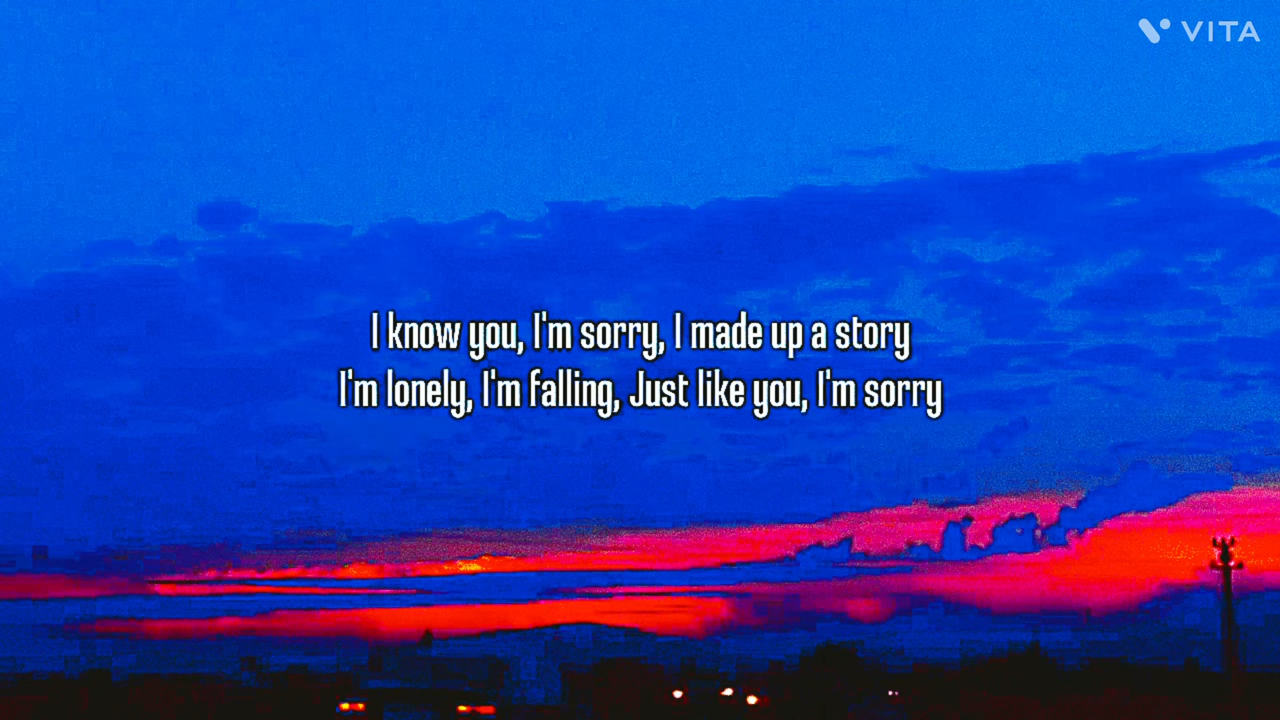 VITA
I know you, I'm sorry, I made up a story
I'm lonely, I'm falling, Just like you, I'm sorry